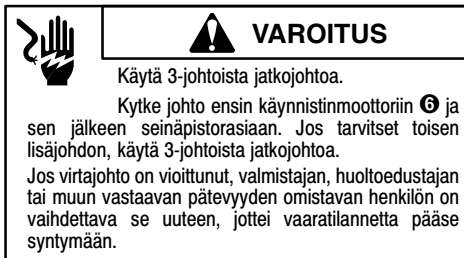 VAROITUS
Käytä 3-johtoista jatkojohtoa.
Kytke johto ensin käynnistinmoottoriin ❻ ja
sen jälkeen seinäpistorasiaan. Jos tarvitset toisen
lisäjohdon, käytä 3-johtoista jatkojohtoa.
Jos virtajohto on vioittunut, valmistajan, huoltoedustajan
tai muun vastaavan pätevyyden omistavan henkilön on
vaihdettava se uuteen, jottei vaaratilannetta pääse
syntymään.